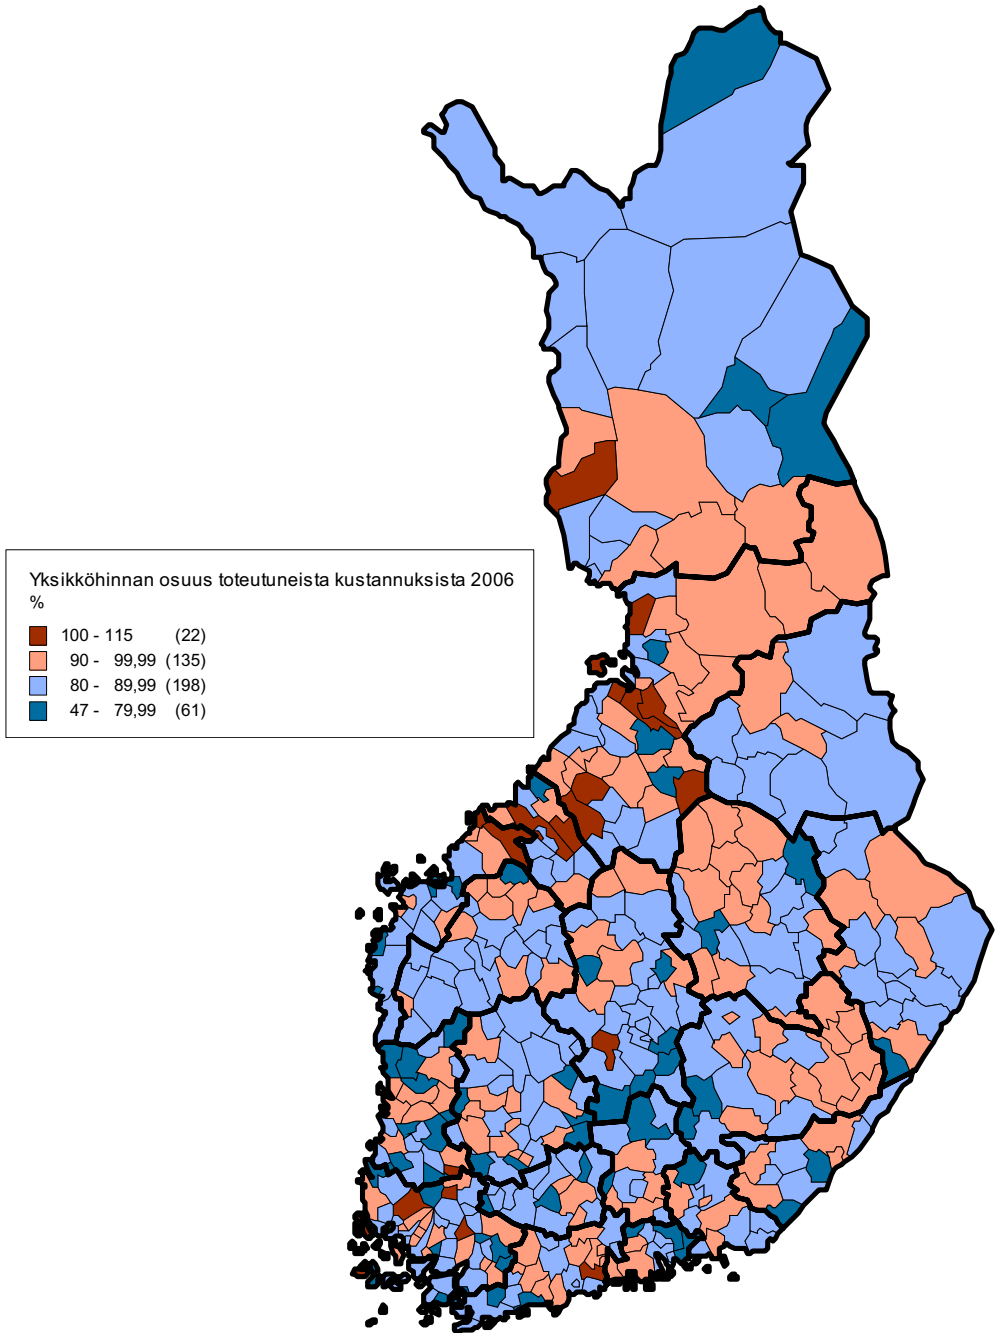 Yksikköhinnan osuus toteutuneista kustannuksista 2006
%
100 - 115 (22)
90 - 99,99 (135)
80 - 89,99 (198)
47 - 79,99 (61)